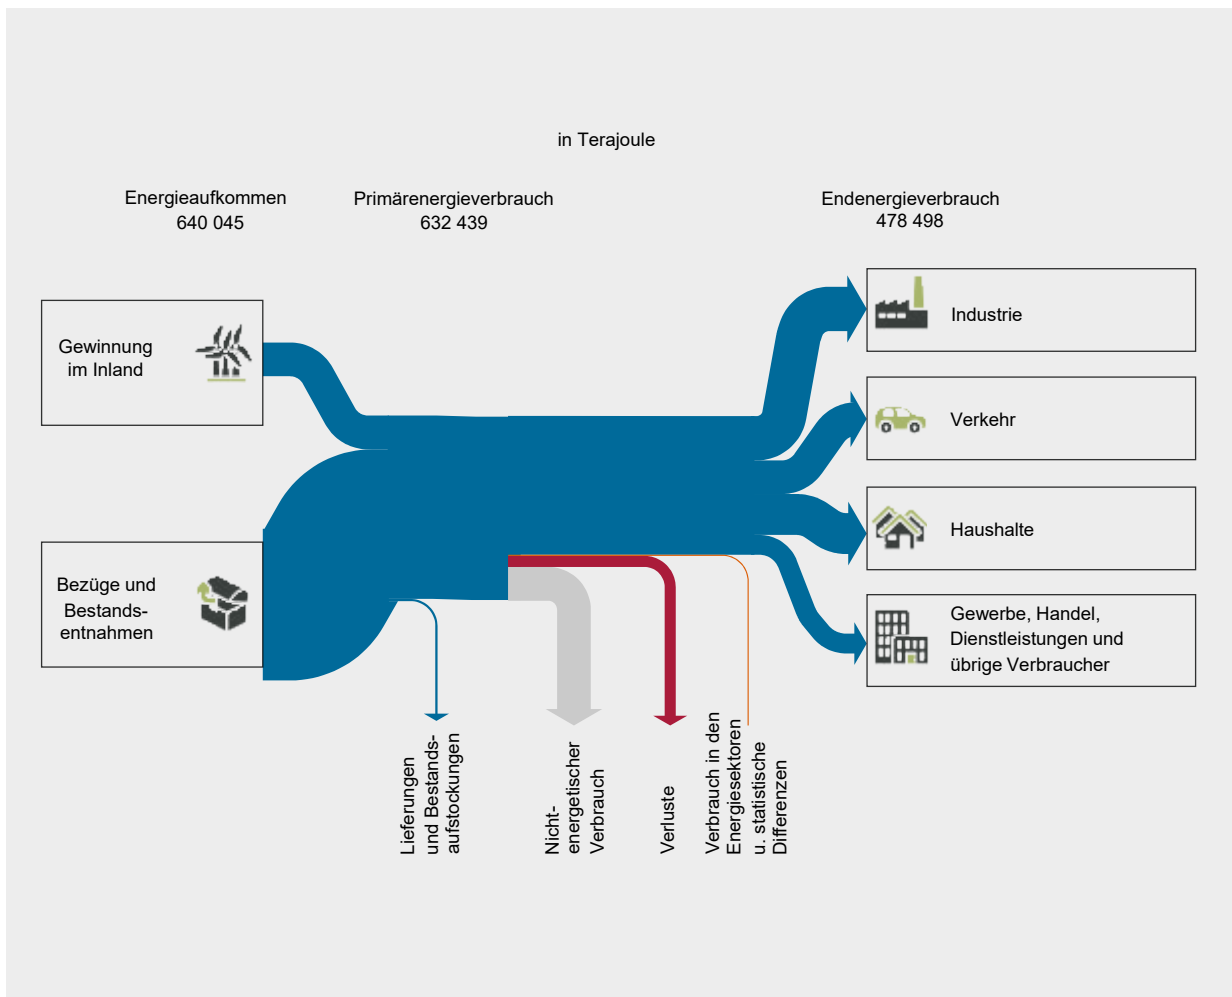 in Terajoule
Energieaufkommen
640 045
Primärenergieverbrauch
632 439
Endenergieverbrauch
478 498
Gewinnung
im Inland
Bezüge und
Bestands-
entnahmen
Industrie
Verkehr
Haushalte
Gewerbe, Handel,
Dienstleistungen und
übrige Verbraucher
Lieferungen
und Bestands-
aufstockungen
Nicht-
energetischer
Verbrauch
Verluste
Verbrauch in den
Energiesektoren
u. statistische
Differenzen